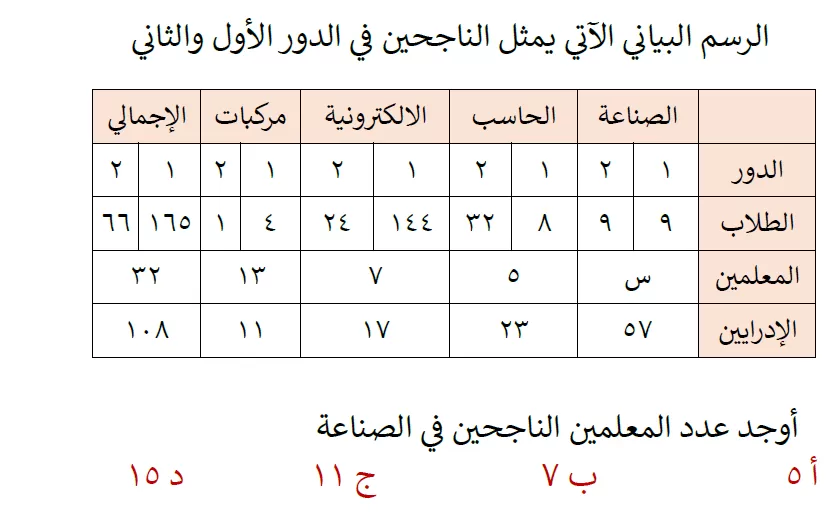 الرسم البياني الآتي يمثل الناجحين في الدور الأول والثاني
الصناعة الحاسب الالكترونية مركبات الإجمالي
الدور ١ ٢ ١ ٢ ١ ٢ ١ ٢ ١ ٢
الطلاب ٩ ٩ ٨ ٣٢ ١٤٤ ٢٤ ٤ ١ ١٦٥ ٦٦
المعلمين س ٥ ٧ ١٣ ٣٢
الإدرايين ٥٧ ٢٣ ١٧ ١١ ١٠٨
أوجد عدد المعلمين الناجحين في الصناعة
أ ٥ ب ٧ ج ١١ د ١٥